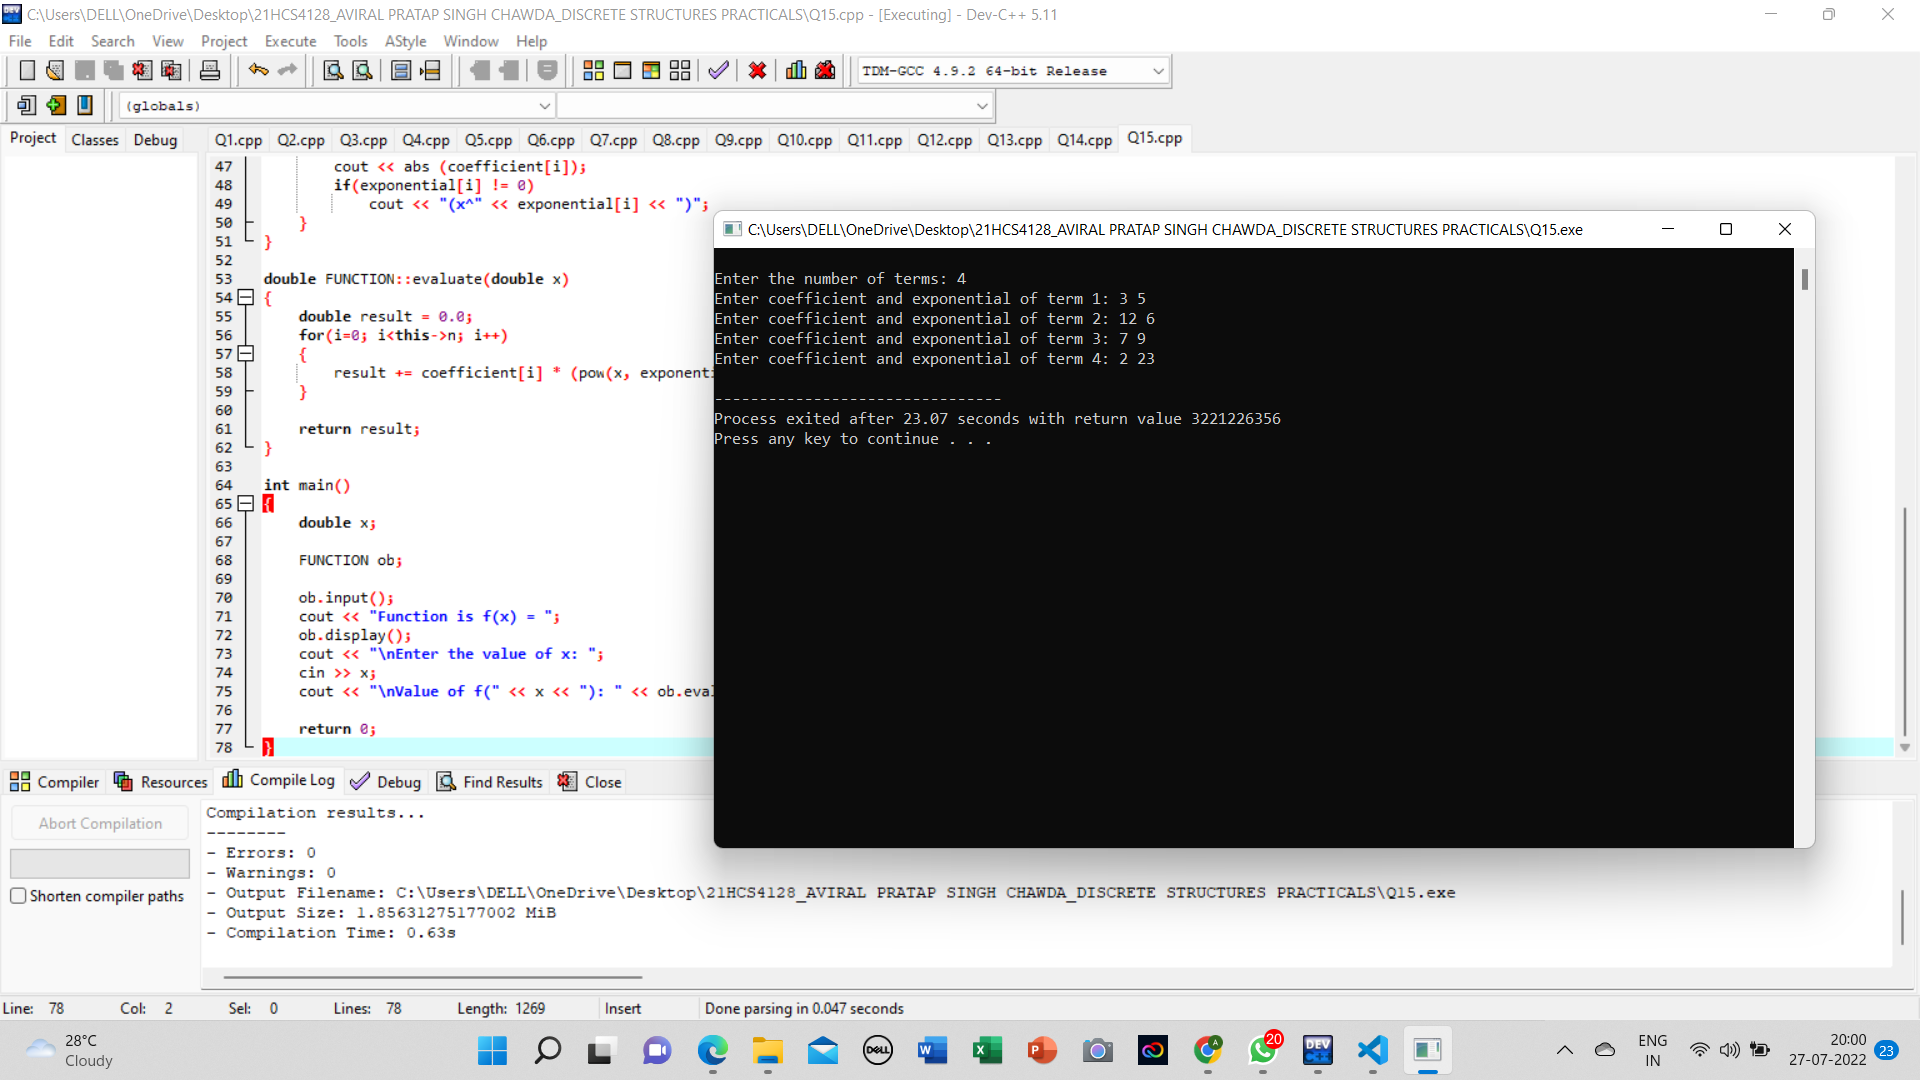 C:\Users\DELL\OneDrive\Desktop\21HCS4128_AVIRAL PRATAP SINGH CHAWDA_DISCRETE STRUCTURES PRACTICALS\Q15.cpp - [Executing] - Dev-C++ 5.11
File Edit Search View Project Execute Tools AStyle Window Help
TDM-GCC 4.9.2 64-bit Release
(globals)
Project Classes Debug
Q1.cpp Q2.cpp Q3.cpp Q4.cpp Q5.cpp Q6.cpp Q7.cpp Q8.cpp Q9.cpp Q10.cpp Q11.cpp Q12.cpp Q13.cpp Q14.cpp Q15.cpp
47 cout << abs (coefficient[i]);
48 if(exponential[i] != 0)
49 cout << "(x^" << exponential[i] << ")";
50 }
51 }
52
53 double FUNCTION::evaluate(double x)
54 {
55 double result = 0.0;
56 for(i=0; i<this->n; i++)
57 {
58 result += coefficient[i] * (pow(x, exponenti
59 }
60
61 return result;
62 }
63
64 int main()
65 {
66 double x;
67
68 FUNCTION ob;
69
70 ob.input();
71 cout << "Function is f(x) = ";
72 ob.display();
73 cout << "\nEnter the value of x: ";
74 cin >> x;
75 cout << "\nValue of f(" << x << "): " << ob.eval
76
77 return 0;
78 }
C:\Users\DELL\OneDrive\Desktop\21HCS4128_AVIRAL PRATAP SINGH CHAWDA_DISCRETE STRUCTURES PRACTICALS\Q15.exe
Enter the number of terms: 4
Enter coefficient and exponential of term 1: 3 5
Enter coefficient and exponential of term 2: 12 6
Enter coefficient and exponential of term 3: 7 9
Enter coefficient and exponential of term 4: 2 23
--------------------------------
Process exited after 23.07 seconds with return value 3221226356
Press any key to continue . . .
Compiler Resources Compile Log Debug Find Results Close
Abort Compilation
Shorten compiler paths
Compilation results...
--------
- Errors: 0
- Warnings: 0
- Output Filename: C:\Users\DELL\OneDrive\Desktop\21HCS4128_AVIRAL PRATAP SINGH CHAWDA_DISCRETE STRUCTURES PRACTICALS\Q15.exe
- Output Size: 1.85631275177002 MiB
- Compilation Time: 0.63s
Line: 78 Col: 2 Sel: 0 Lines: 78 Length: 1269 Insert Done parsing in 0.047 seconds
28°C
Cloudy
DELL
W
X
P
A
20
DEV
C++
ENG
IN
20:00
27-07-2022
23